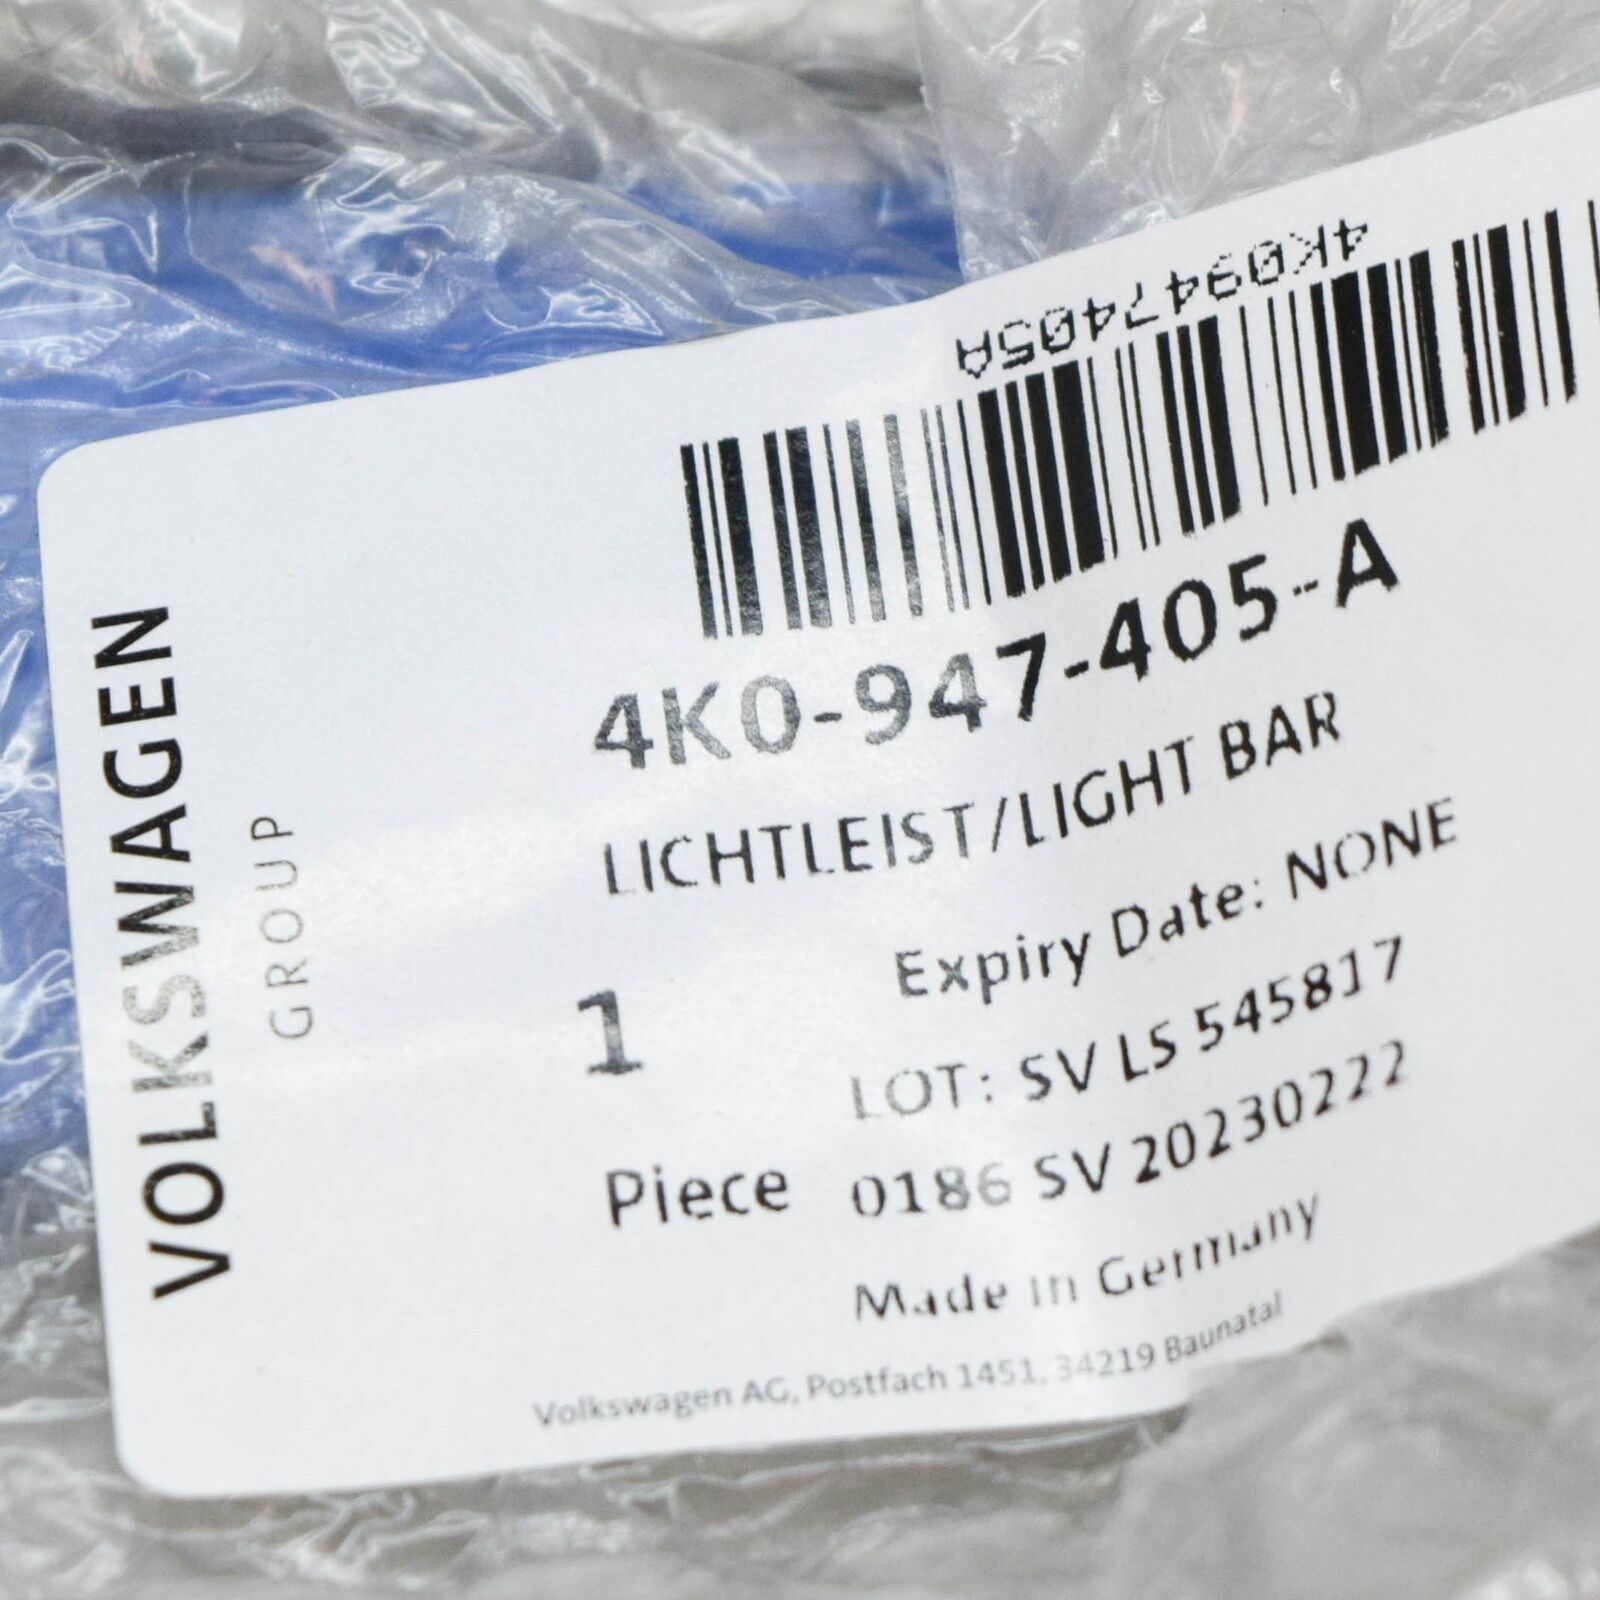 4K0947405A
4K0-947-405-A
LICHTLEIST/LIGHT BAR
Expiry Date: NONE
1
LOT: SV LS 545817
Piece 0186 SV 20230222
Made in Germany
Volkswagen AG, Postfach 1451, 34219 Baunatal
VOLKSWAGEN
GROUP